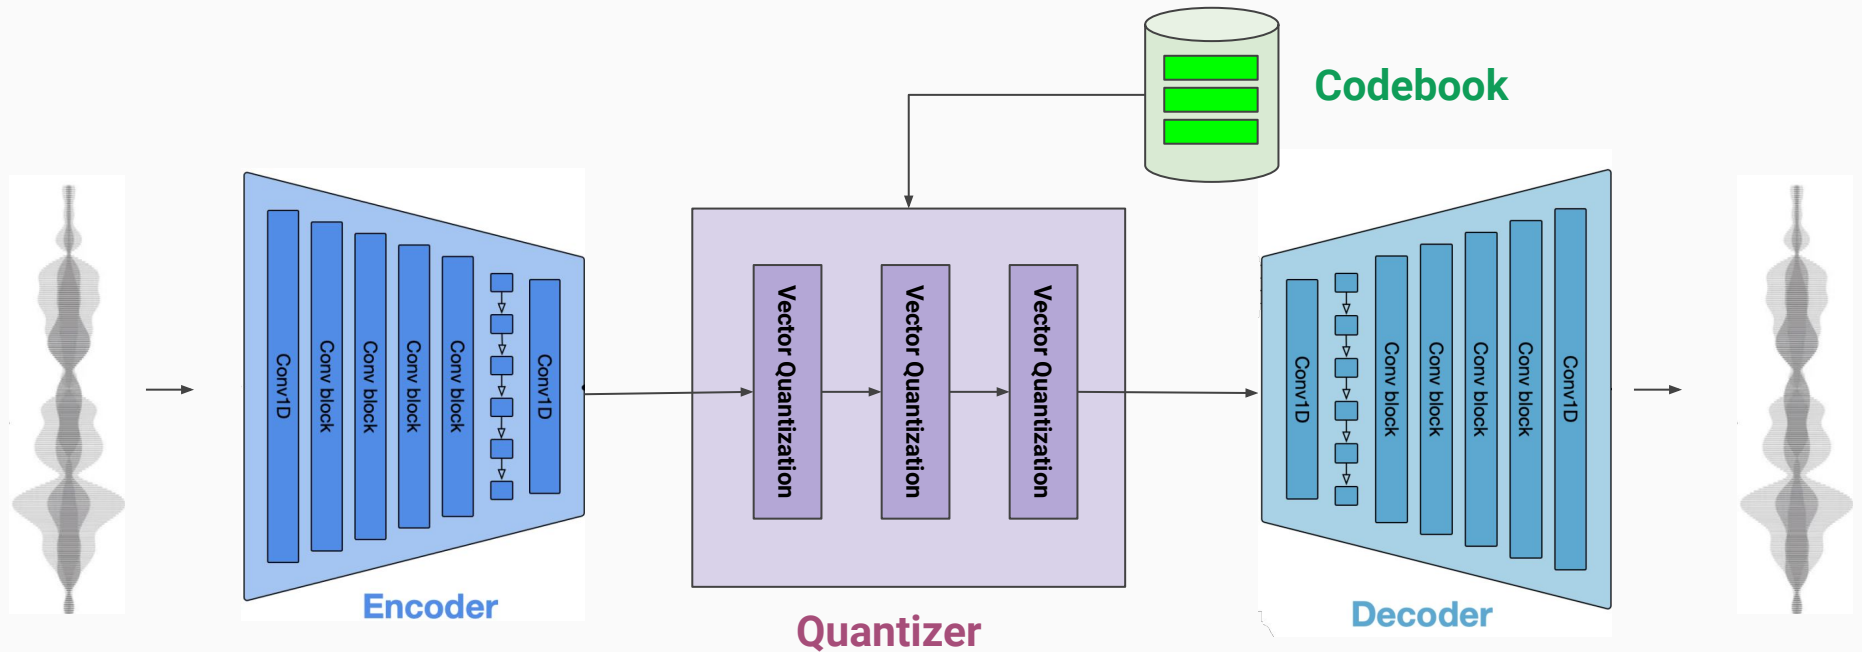 Codebook
Conv1D
Conv block
Conv block
Conv block
Conv block
Conv1D
Encoder
Vector Quantization
Vector Quantization
Vector Quantization
Quantizer
Conv1D
Conv block
Conv block
Conv block
Conv block
Conv1D
Decoder